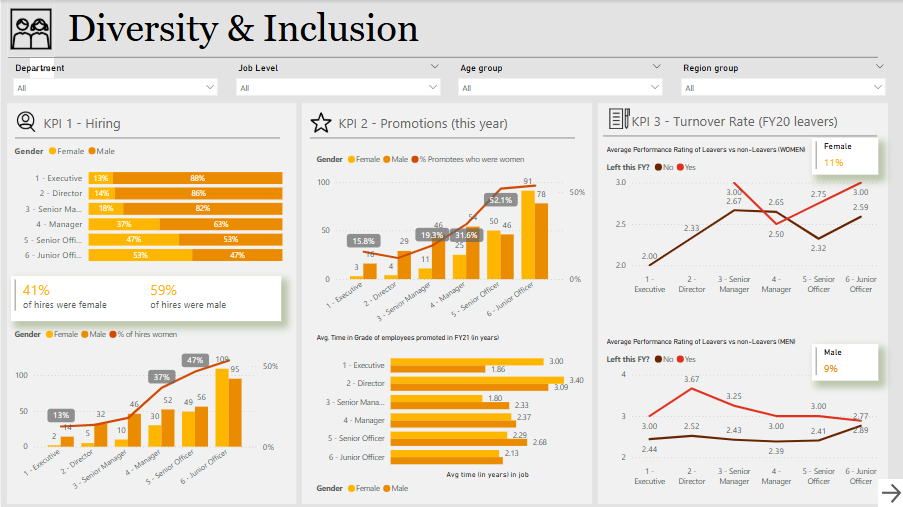 Diversity & Inclusion
Department
Job Level
Age group
Region group
All
All
All
All
KPI 1 - Hiring
Gender Female Male
1 - Executive 13% 88%
2 - Director 14% 86%
3 - Senior Ma... 18% 82%
4 - Manager 37% 63%
5 - Senior Offi... 47% 53%
6 - Junior Offi... 53% 47%
41% 59%
of hires were female of hires were male
Gender Female Male % of hires women
100
50
0
50%
0%
13% 37% 47%
2 14 5 32 10 46 30 52 49 56 109 95
1 - Executive
2 - Director
3 - Senior Manager
4 - Manager
5 - Senior Officer
6 - Junior Officer
KPI 2 - Promotions (this year)
Gender Female Male % Promotees who were women
100
50
0
50%
0%
15.8% 19.3% 31.6% 52.1%
3 16 4 29 11 46 25 54 50 46 91 78
1 - Executive
2 - Director
3 - Senior Manager
4 - Manager
5 - Senior Officer
6 - Junior Officer
Avg. Time in Grade of employees promoted in FY21 (in years)
1 - Executive 3.00 1.86
2 - Director 3.40 3.09
3 - Senior Mana... 1.80 2.33
4 - Manager 2.37
5 - Senior Officer 2.29 2.68
6 - Junior Officer 2.13
Avg time (in years) in job
Gender Female Male
KPI 3 - Turnover Rate (FY20 leavers)
Average Performance Rating of Leavers vs non-Leavers (WOMEN)
Female
11%
Left this FY? No Yes
3.0
2.5
2.0
3.00 2.50 2.75 3.00
2.00 2.33 2.67 2.65 2.32 2.59
1 - Executive
2 - Director
3 - Senior Manager
4 - Manager
5 - Senior Officer
6 - Junior Officer
Average Performance Rating of Leavers vs non-Leavers (MEN)
Male
9%
Left this FY? No Yes
4
3
2
3.00 3.67 3.25 3.00 3.00 2.89
2.44 2.52 2.43 2.39 2.41 2.77
1 - Executive
2 - Director
3 - Senior Manager
4 - Manager
5 - Senior Officer
6 - Junior Officer